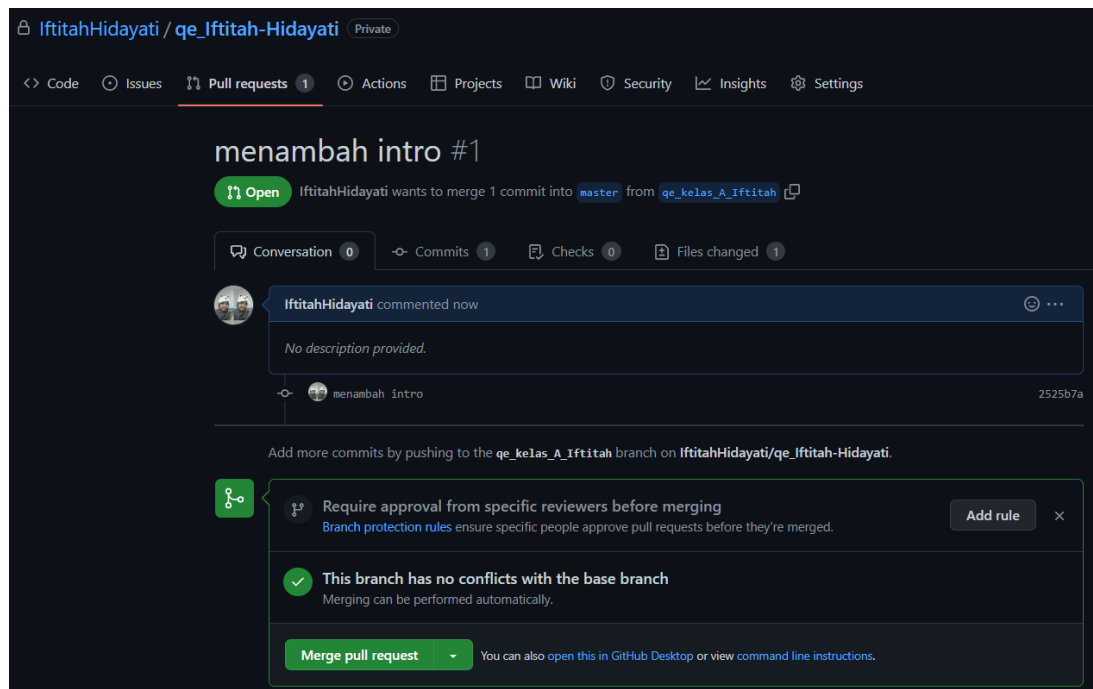 IftitahHidayati / qe_Iftitah-Hidayati Private
Code Issues Pull requests 1 Actions Projects Wiki Security Insights Settings
menambah intro #1
Open IftitahHidayati wants to merge 1 commit into master from qe_kelas_A_Iftitah
Conversation 0 Commits 1 Checks 0 Files changed 1
IftitahHidayati commented now
No description provided.
menambah intro 2525b7a
Add more commits by pushing to the qe_kelas_A_Iftitah branch on IftitahHidayati/qe_Iftitah-Hidayati.
Require approval from specific reviewers before merging
Branch protection rules ensure specific people approve pull requests before they're merged.
Add rule
This branch has no conflicts with the base branch
Merging can be performed automatically.
Merge pull request You can also open this in GitHub Desktop or view command line instructions.